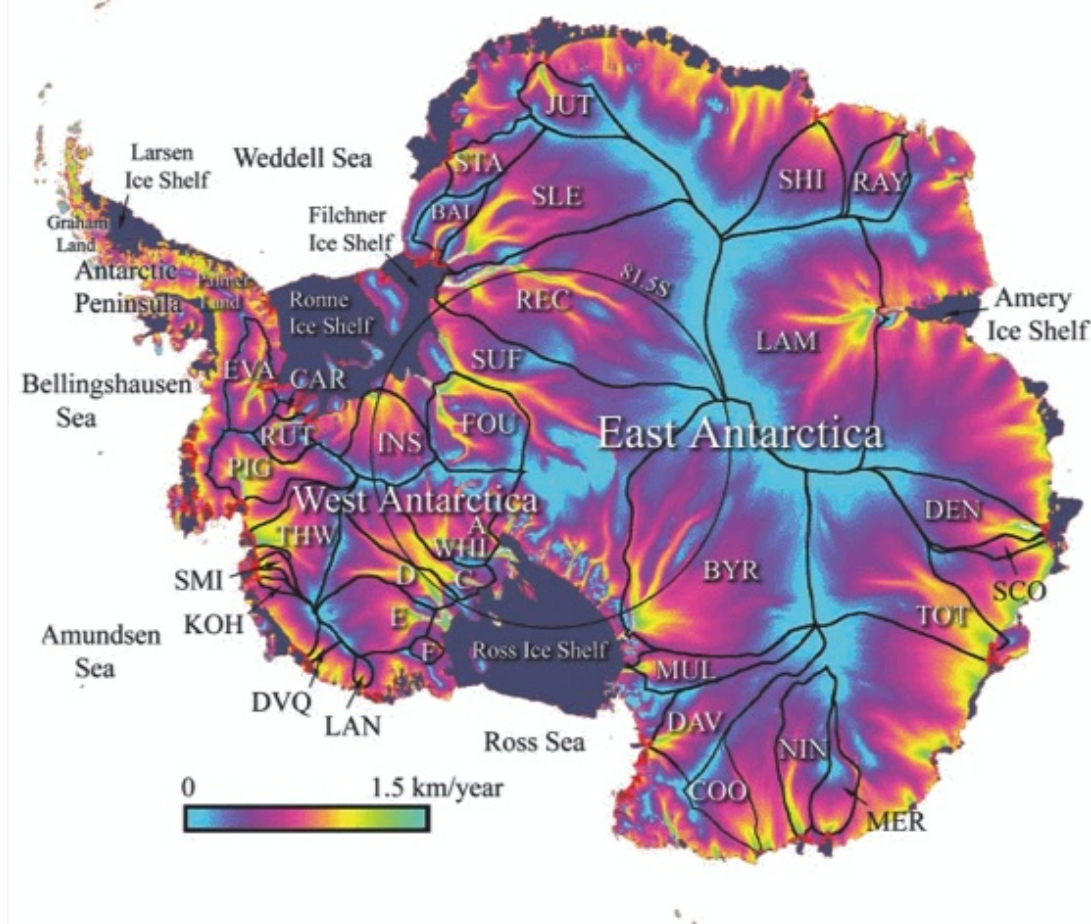 JUT
Larsen
Ice Shelf
Weddell Sea
STA
SHI
RAY
SLE
BAI
Graham
Land
Filchner
Ice Shelf
Antarctic
Peninsula
Palmer
Land
Ronne
Ice Shelf
REC
81.5S
Amery
Ice Shelf
LAM
SUF
EVA
CAR
Bellingshausen
Sea
RUT
INS
FOU
East Antarctica
PIG
West Antarctica
THW
A
WHI
DEN
SMI
D
C
BYR
SCO
KOH
E
TOT
Amundsen
Sea
F
Ross Ice Shelf
MUL
DVQ
LAN
DAV
Ross Sea
NIN
0
1.5 km/year
COO
MER